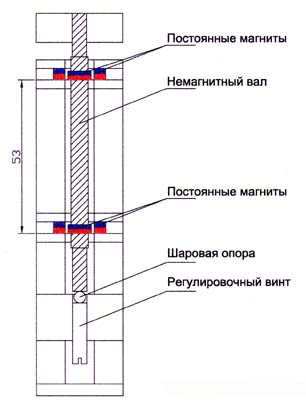 Постоянные магниты
Немагнитный вал
53
Постоянные магниты
Шаровая опора
Регулировочный винт